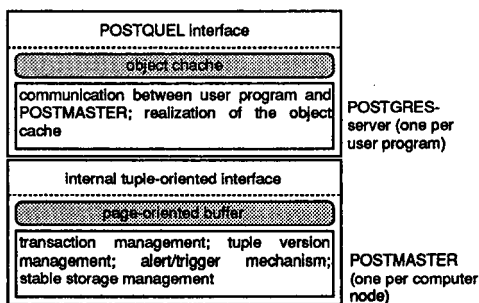 POSTQUEL interface
object chache
communication between user program and
POSTMASTER; realization of the object
cache
POSTGRES-
server (one per
user program)
internal tuple-oriented interface
page-oriented buffer
transaction management; tuple version
management; alert/trigger mechanism;
stable storage management
POSTMASTER
(one per computer
node)